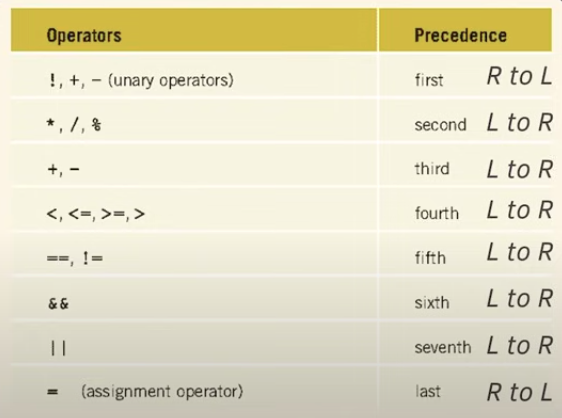 Operators Precedence
!, +, - (unary operators) first R to L
*, /, % second L to R
+, - third L to R
<, <=, >=, > fourth L to R
==, != fifth L to R
&& sixth L to R
|| seventh L to R
= (assignment operator) last R to L